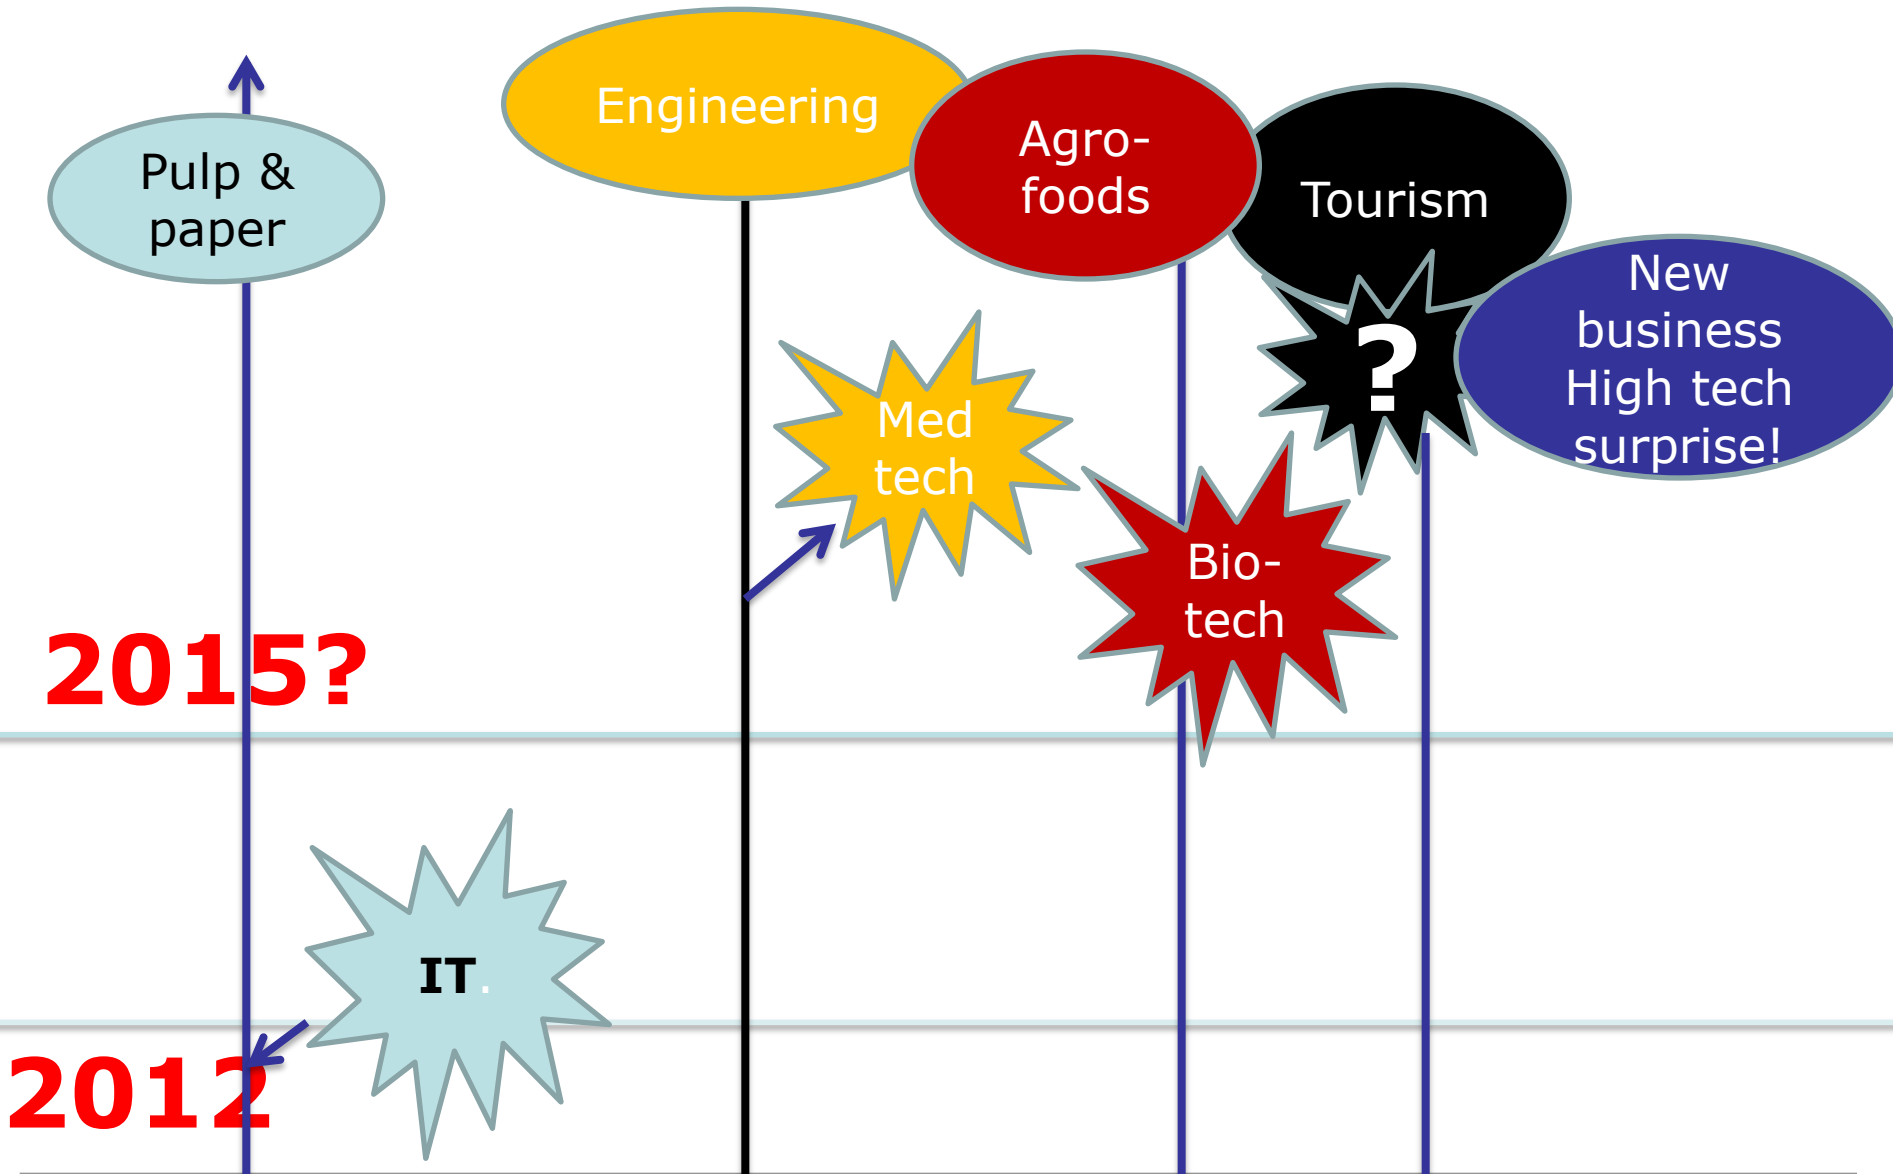 Engineering
Agro-
foods
Pulp &
paper
Tourism
New
business
High tech
surprise!
?
Med
tech
Bio-
tech
2015?
IT.
2012